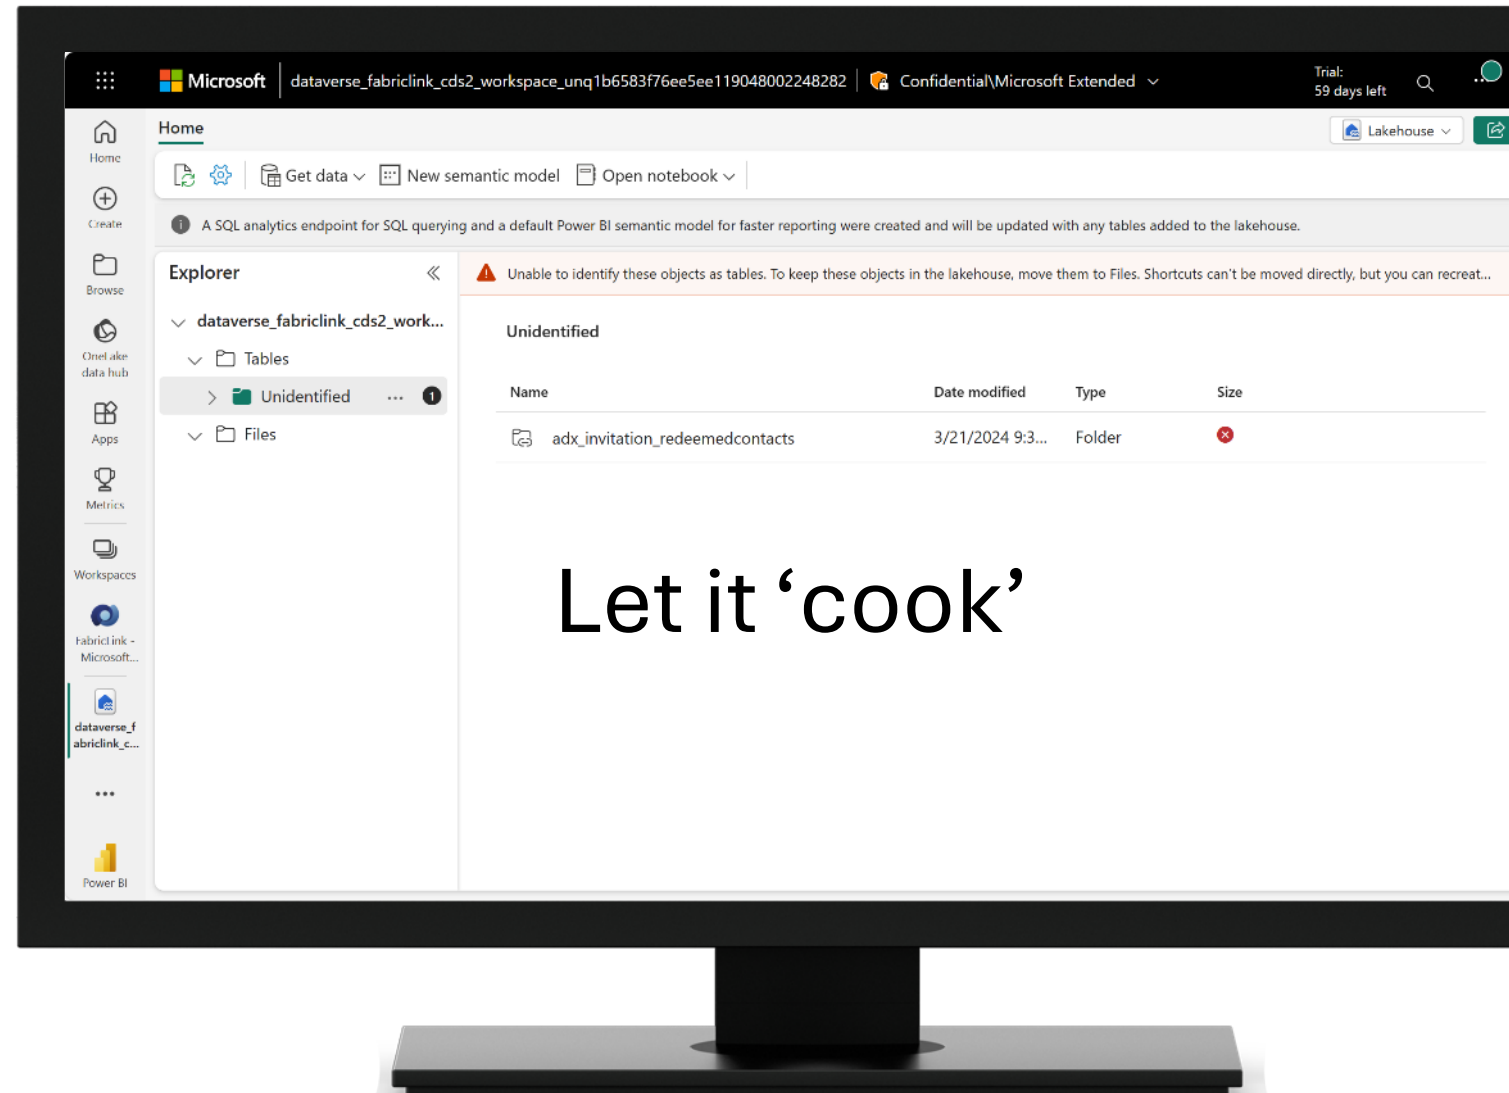 Microsoft dataverse_fabriclink_cds2_workspace_unq1b6583f76ee5ee119048002248282 Confidential\Microsoft Extended
Trial:
59 days left
Home
Lakehouse
Get data
New semantic model
Open notebook
A SQL analytics endpoint for SQL querying and a default Power BI semantic model for faster reporting were created and will be updated with any tables added to the lakehouse.
Home
Create
Browse
OneLake
data hub
Apps
Metrics
Workspaces
FabricLink -
Microsoft...
dataverse_f
abriclink_c...
Power BI
Explorer
dataverse_fabriclink_cds2_work...
Tables
Unidentified ... 1
Files
Unable to identify these objects as tables. To keep these objects in the lakehouse, move them to Files. Shortcuts can't be moved directly, but you can recreat...
Unidentified
Name Date modified Type Size
adx_invitation_redeemedcontacts 3/21/2024 9:3... Folder
Let it ‘cook’